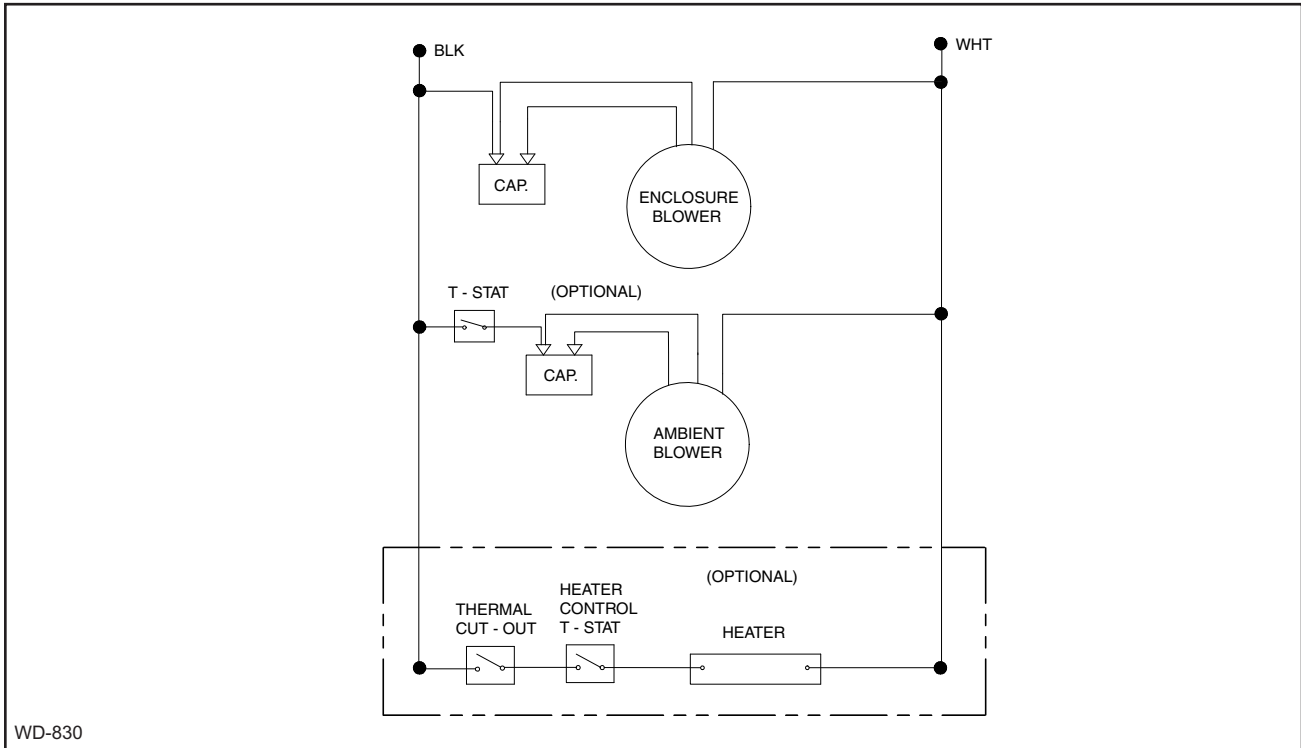 BLK
WHT
CAP.
ENCLOSURE
BLOWER
T - STAT
(OPTIONAL)
CAP.
AMBIENT
BLOWER
(OPTIONAL)
THERMAL
CUT - OUT
HEATER
CONTROL
T - STAT
HEATER
WD-830